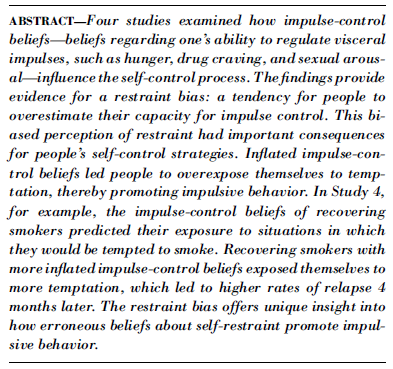 ABSTRACT—Four studies examined how impulse-control
beliefs—beliefs regarding one's ability to regulate visceral
impulses, such as hunger, drug craving, and sexual arous-
al—influence the self-control process. The findings provide
evidence for a restraint bias: a tendency for people to
overestimate their capacity for impulse control. This bi-
ased perception of restraint had important consequences
for people's self-control strategies. Inflated impulse-con-
trol beliefs led people to overexpose themselves to temp-
tation, thereby promoting impulsive behavior. In Study 4,
for example, the impulse-control beliefs of recovering
smokers predicted their exposure to situations in which
they would be tempted to smoke. Recovering smokers with
more inflated impulse-control beliefs exposed themselves to
more temptation, which led to higher rates of relapse 4
months later. The restraint bias offers unique insight into
how erroneous beliefs about self-restraint promote impul-
sive behavior.